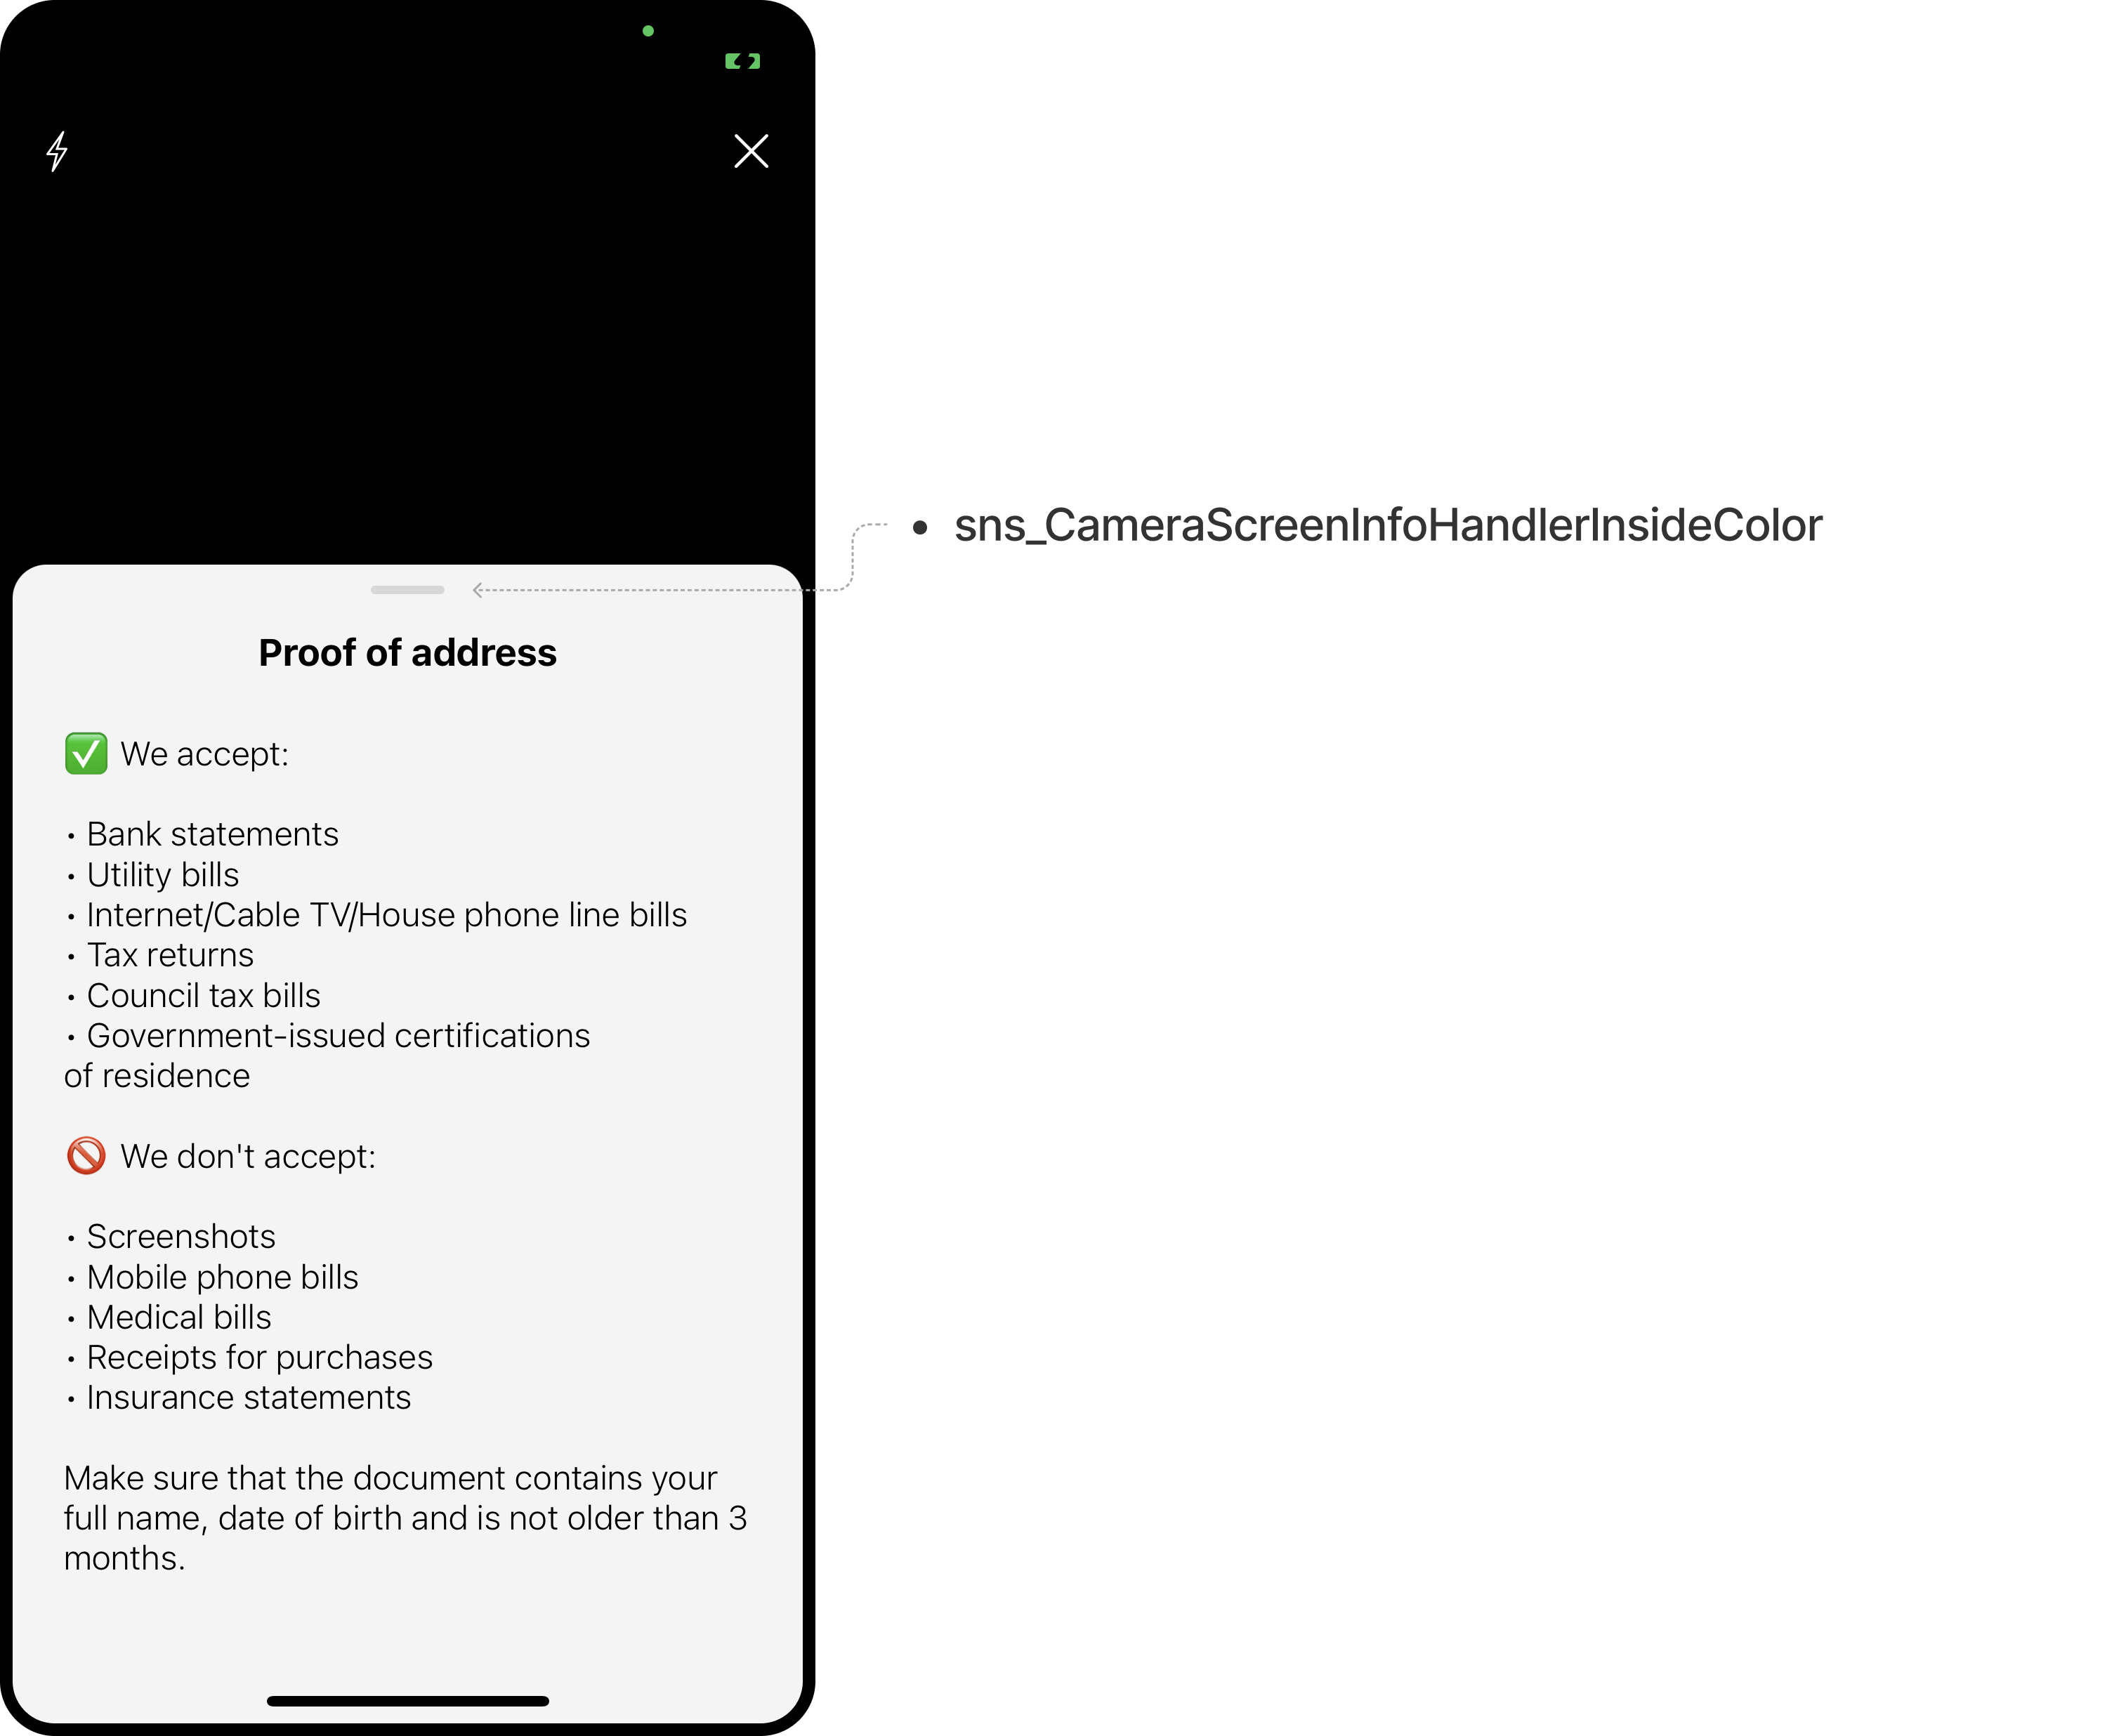 • sns_CameraScreenInfoHandlerInsideColor
Proof of address
✅ We accept:
• Bank statements
• Utility bills
• Internet/Cable TV/House phone line bills
• Tax returns
• Council tax bills
• Government-issued certifications
of residence
🚫 We don't accept:
• Screenshots
• Mobile phone bills
• Medical bills
• Receipts for purchases
• Insurance statements
Make sure that the document contains your
full name, date of birth and is not older than 3
months.